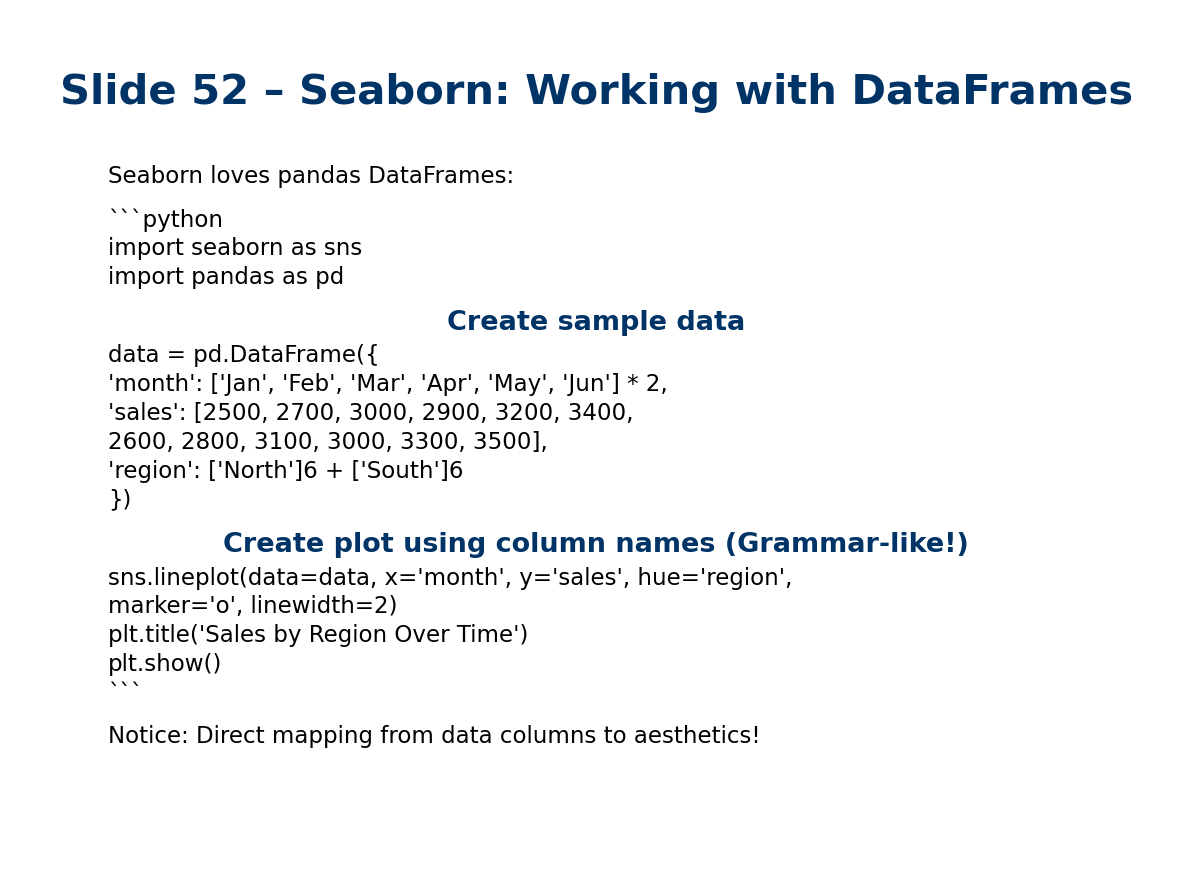 Slide 52 – Seaborn: Working with DataFrames
Seaborn loves pandas DataFrames:
```python
import seaborn as sns
import pandas as pd
Create sample data
data = pd.DataFrame({
'month': ['Jan', 'Feb', 'Mar', 'Apr', 'May', 'Jun'] * 2,
'sales': [2500, 2700, 3000, 2900, 3200, 3400,
2600, 2800, 3100, 3000, 3300, 3500],
'region': ['North']6 + ['South']6
})
Create plot using column names (Grammar-like!)
sns.lineplot(data=data, x='month', y='sales', hue='region',
marker='o', linewidth=2)
plt.title('Sales by Region Over Time')
plt.show()
```
Notice: Direct mapping from data columns to aesthetics!